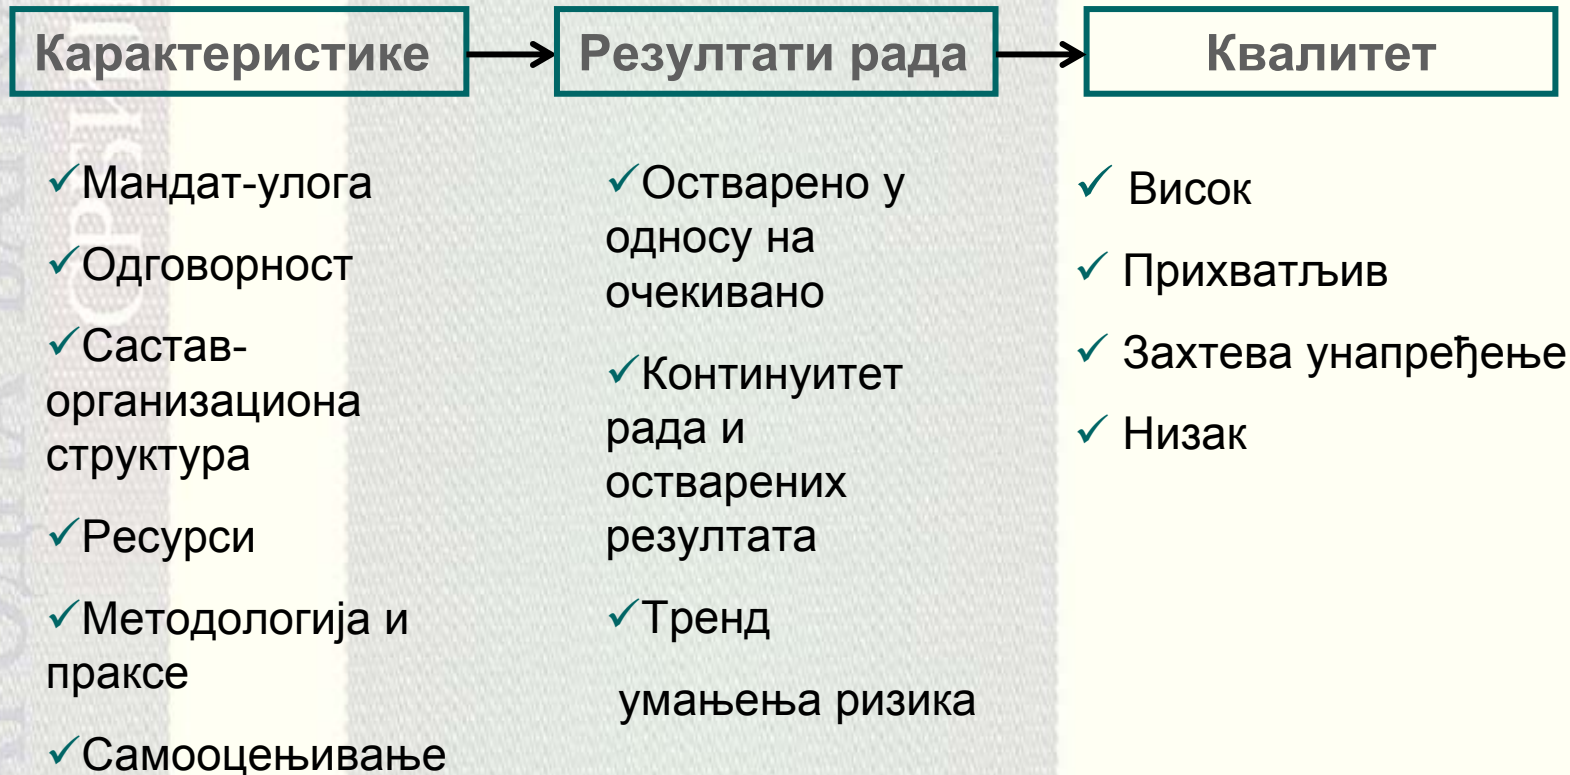 Карактеристике
Резултати рада
Квалитет
✓Мандат-улога
✓Одговорност
✓Састав-
организациона
структура
✓Ресурси
✓Методологија и
праксе
✓Самооцењивање
✓Остварено у
односу на
очекивано
✓Континуитет
рада и
остварених
резултата
✓Тренд
умањења ризика
✓ Висок
✓ Прихватљив
✓ Захтева унапређење
✓ Низак